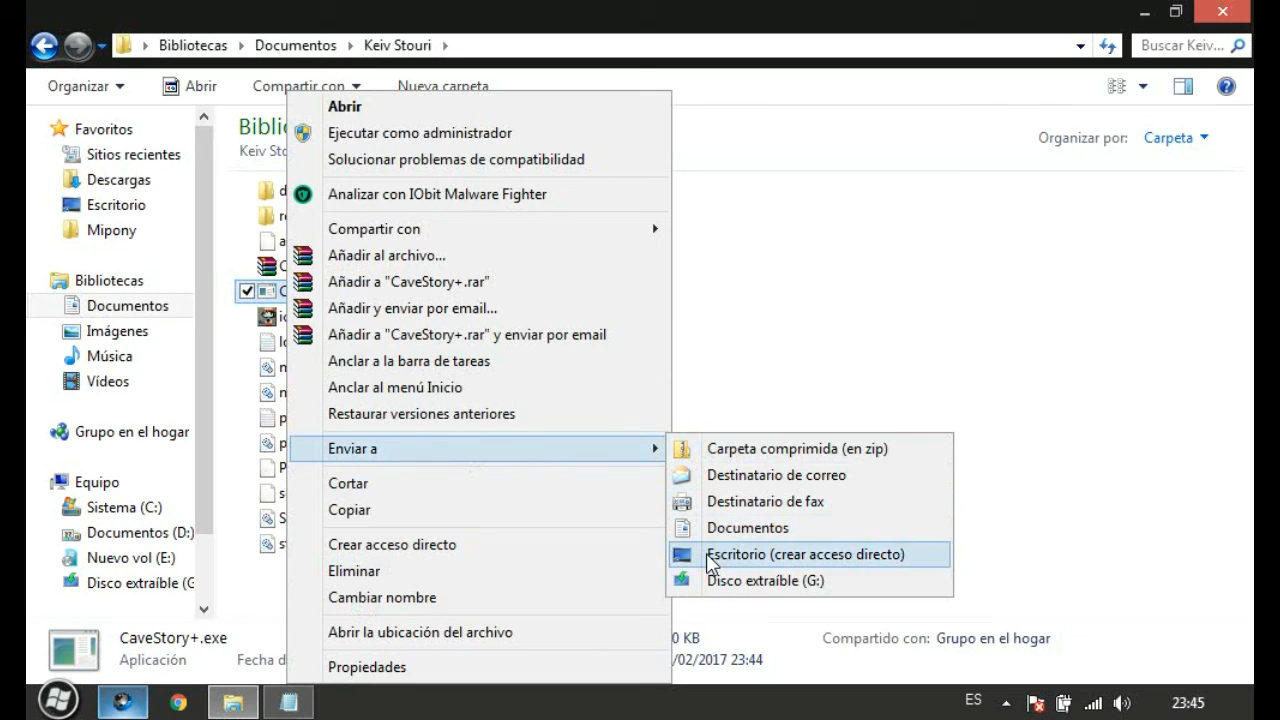 Bibliotecas
Documentos
Keiv Stouri
Buscar Keiv...
Organizar
Abrir
Compartir con
Nueva carpeta
Favoritos
Sitios recientes
Descargas
Escritorio
Mipony
Bibliotecas
Documentos
Imágenes
Música
Vídeos
Grupo en el hogar
Equipo
Sistema (C:)
Documentos (D:)
Nuevo vol (E:)
Disco extraíble (G
Organizar por: Carpeta
Abrir
Ejecutar como administrador
Solucionar problemas de compatibilidad
Analizar con IObit Malware Fighter
Compartir con
Añadir al archivo...
Añadir a "CaveStory+.rar"
Añadir y enviar por email...
Añadir a "CaveStory+.rar" y enviar por email
Anclar a la barra de tareas
Anclar al menú Inicio
Restaurar versiones anteriores
Enviar a
Cortar
Copiar
Crear acceso directo
Eliminar
Cambiar nombre
Abrir la ubicación del archivo
Propiedades
Carpeta comprimida (en zip)
Destinatario de correo
Destinatario de fax
Documentos
Escritorio (crear acceso directo)
Disco extraíble (G:)
CaveStory+.exe
Aplicación
Fecha d
0 KB
/02/2017 23:44
Compartido con: Grupo en el hogar
ES
23:45